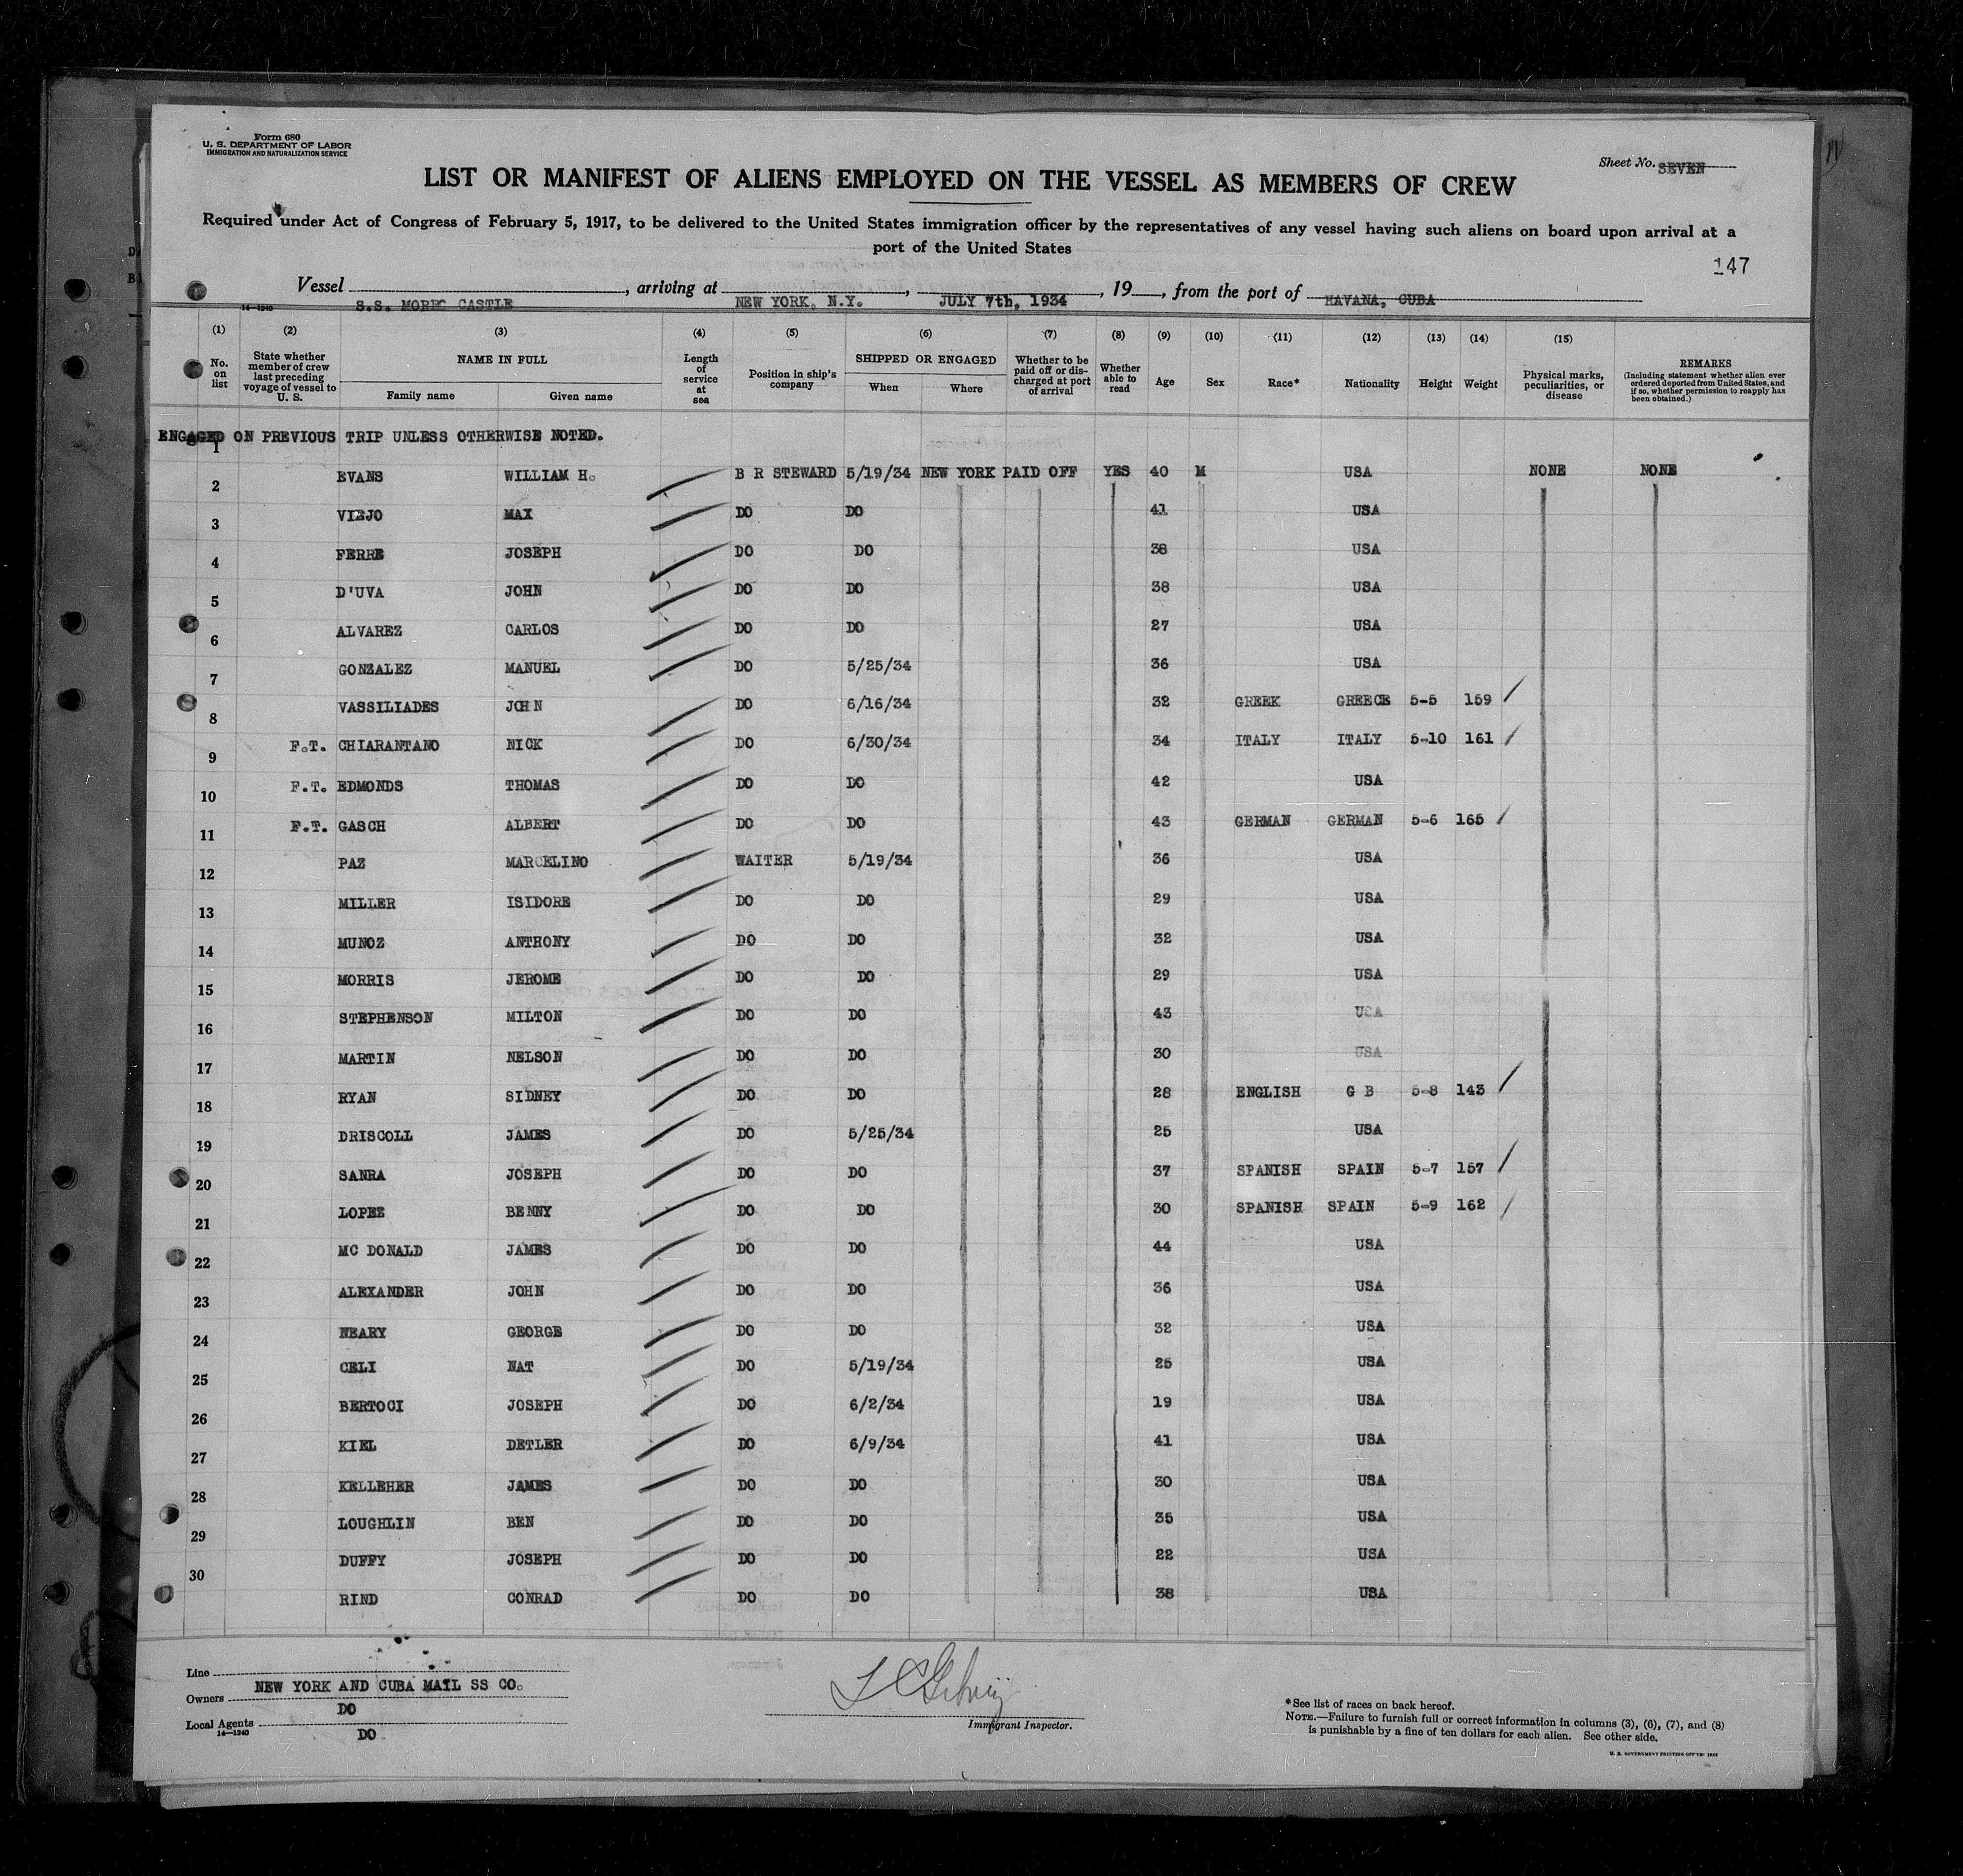 Form 680
U. S. DEPARTMENT OF LABOR
IMMIGRATION AND NATURALIZATION SERVICE
Sheet No. SEVEN
LIST OR MANIFEST OF ALIENS EMPLOYED ON THE VESSEL AS MEMBERS OF CREW
Required under Act of Congress of February 5, 1917, to be delivered to the United States immigration officer by the representatives of any vessel having such aliens on board upon arrival at a
port of the United States
147
Vessel S.S. MORRO CASTLE, arriving at NEW YORK, N.Y., JULY 7th, 1934, 19, from the port of HAVANA, CUBA
14—1240
(1) (2) (3) (4) (5) (6) (7) (8) (9) (10) (11) (12) (13) (14) (15)
No. on list
State whether member of crew last preceding voyage of vessel to U. S.
NAME IN FULL
Family name Given name
Length of service at sea
Position in ship's company
SHIPPED OR ENGAGED
When Where
Whether to be paid off or discharged at port of arrival
Whether able to read
Age
Sex
Race*
Nationality
Height
Weight
Physical marks, peculiarities, or disease
REMARKS
(Including statement whether alien ever ordered deported from United States, and if so, whether permission to reapply has been obtained.)
ENGAGED ON PREVIOUS TRIP UNLESS OTHERWISE NOTED.
1
EVANS WILLIAM H. B R STEWARD 5/19/34 NEW YORK PAID OFF YES 40 M USA NONE NONE
2
VIEJO MAX DO DO 41 USA
3
FERRE JOSEPH DO DO 38 USA
4
D'UVA JOHN DO DO 38 USA
5
ALVAREZ CARLOS DO DO 27 USA
6
GONZALEZ MANUEL DO 5/25/34 36 USA
7
VASSILIADES JOHN DO 6/16/34 32 GREEK GREECE 5-5 159
8
F.T. CHIARANTANO NICK DO 6/30/34 34 ITALY ITALY 5-10 161
9
F.T. EDMONDS THOMAS DO DO 42 USA
10
F.T. GASCH ALBERT DO DO 43 GERMAN GERMAN 5-6 165
11
PAZ MARCELINO WAITER 5/19/34 36 USA
12
MILLER ISIDORE DO DO 29 USA
13
MUNOZ ANTHONY DO DO 32 USA
14
MORRIS JEROME DO DO 29 USA
15
STEPHENSON MILTON DO DO 43 USA
16
MARTIN NELSON DO DO 30 USA
17
RYAN SIDNEY DO DO 28 ENGLISH G B 5-8 143
18
DRISCOLL JAMES DO 5/25/34 25 USA
19
SANRA JOSEPH DO DO 37 SPANISH SPAIN 5-7 157
20
LOPEZ BENNY DO DO 30 SPANISH SPAIN 5-9 162
21
MC DONALD JAMES DO DO 44 USA
22
ALEXANDER JOHN DO DO 36 USA
23
NEARY GEORGE DO DO 32 USA
24
CELI NAT DO 5/19/34 25 USA
25
BERTOCI JOSEPH DO 6/2/34 19 USA
26
KIEL DETLER DO 6/9/34 41 USA
27
KELLEHER JAMES DO DO 30 USA
28
LOUGHLIN BEN DO DO 35 USA
29
DUFFY JOSEPH DO DO 22 USA
30
RIND CONRAD DO DO 38 USA
Line NEW YORK AND CUBA MAIL SS CO.
Owners DO
Local Agents DO
14—1240
Immigrant Inspector.
*See list of races on back hereof.
NOTE.—Failure to furnish full or correct information in columns (3), (6), (7), and (8)
is punishable by a fine of ten dollars for each alien. See other side.